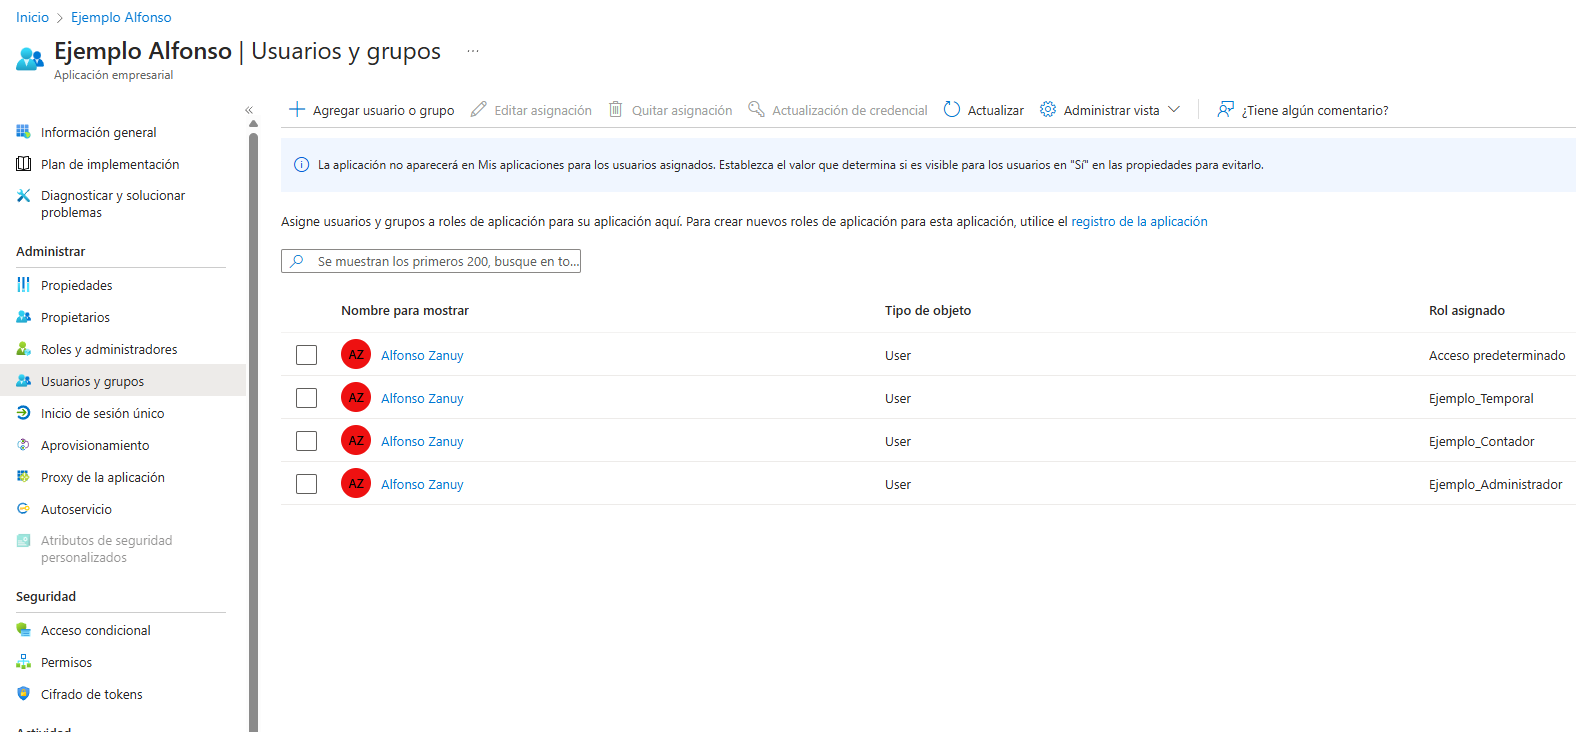 Inicio > Ejemplo Alfonso
Ejemplo Alfonso | Usuarios y grupos ...
Aplicación empresarial
Información general
Plan de implementación
Diagnosticar y solucionar
problemas
Administrar
Propiedades
Propietarios
Roles y administradores
Usuarios y grupos
Inicio de sesión único
Aprovisionamiento
Proxy de la aplicación
Autoservicio
Atributos de seguridad
personalizados
Seguridad
Acceso condicional
Permisos
Cifrado de tokens
Actividad
Agregar usuario o grupo Editar asignación Quitar asignación Actualización de credencial Actualizar Administrar vista ¿Tiene algún comentario?
La aplicación no aparecerá en Mis aplicaciones para los usuarios asignados. Establezca el valor que determina si es visible para los usuarios en "Sí" en las propiedades para evitarlo.
Asigne usuarios y grupos a roles de aplicación para su aplicación aquí. Para crear nuevos roles de aplicación para esta aplicación, utilice el registro de la aplicación
Se muestran los primeros 200, busque en to...
Nombre para mostrar Tipo de objeto Rol asignado
AZ Alfonso Zanuy User Acceso predeterminado
AZ Alfonso Zanuy User Ejemplo_Temporal
AZ Alfonso Zanuy User Ejemplo_Contador
AZ Alfonso Zanuy User Ejemplo_Administrador